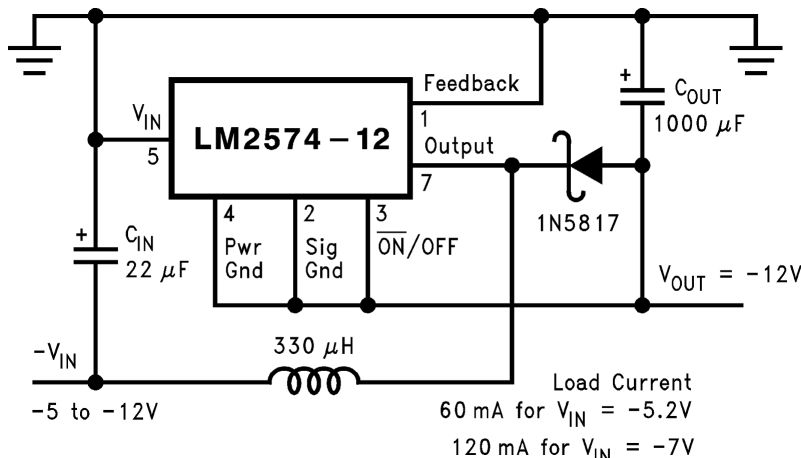 Feedback
1
+
C_OUT
1000 μF
V_IN
5
LM2574-12
Output
7
1N5817
4
2
3
Pwr
Gnd
Sig
Gnd
O̅N̅/OFF
+
C_IN
22 μF
V_OUT = -12V
330 μH
-V_IN
-5 to -12V
Load Current
60 mA for V_IN = -5.2V
120 mA for V_IN = -7V